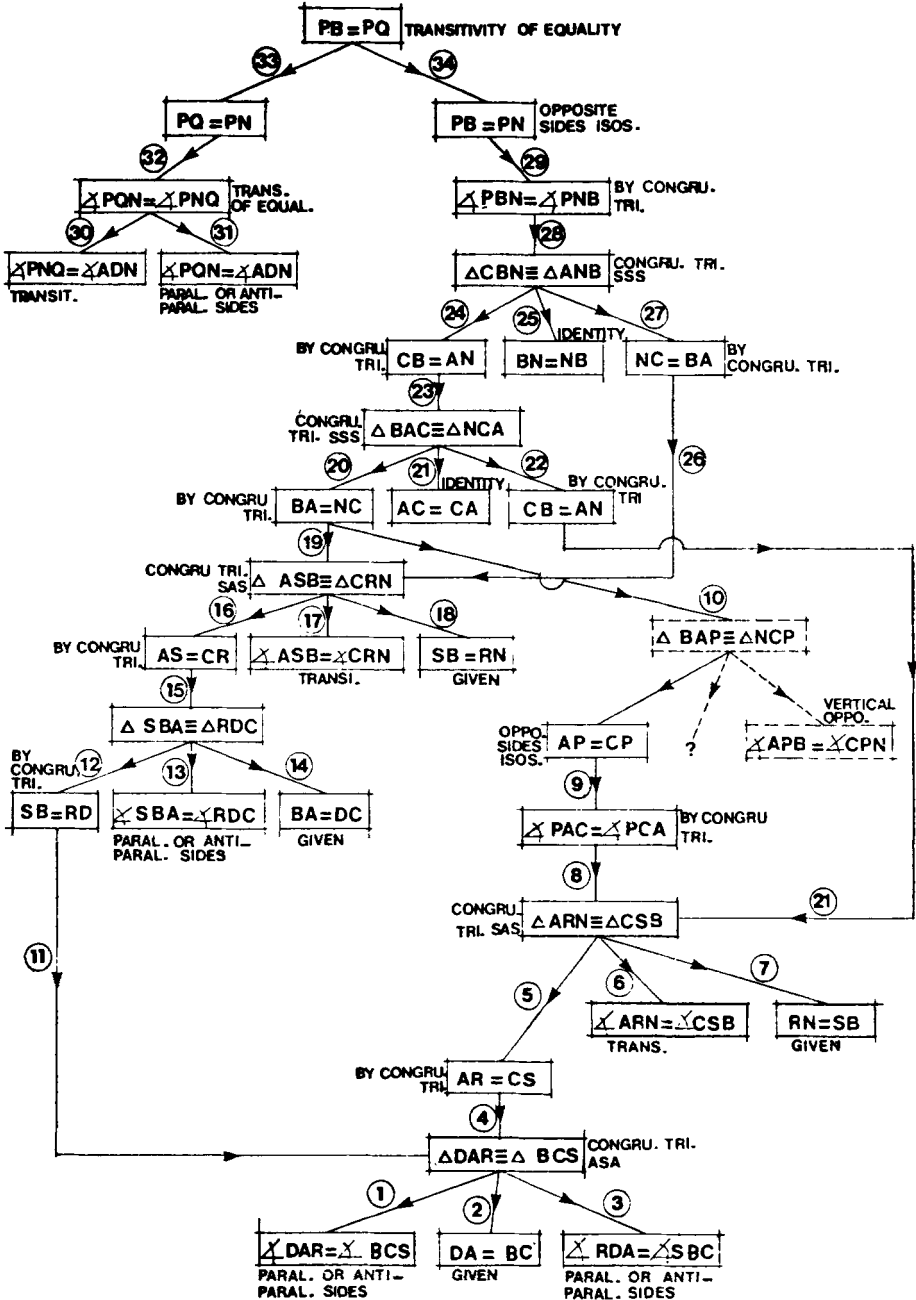 PB=PQ TRANSITIVITY OF EQUALITY
33 34
PQ=PN
PB=PN
OPPOSITE
SIDES ISOS.
32 29
∡PQN=∡PNQ
TRANS.
OF EQUAL.
∡PBN=∡PNB
BY CONGRU.
TRI.
30 31 28
∡PNQ=∡ADN
TRANSIT.
∡PQN=∡ADN
PARAL. OR ANTI-
PARAL. SIDES
△CBN≡△ANB
CONGRU. TRI.
SSS
24 25 27
BY CONGRU
TRI.
CB=AN
IDENTITY
BN=NB
NC=BA
BY
CONGRU. TRI.
23
CONGRU.
TRI. SSS
△BAC≡△NCA
26
20 21 22
BY CONGRU
TRI.
BA=NC
IDENTITY
AC=CA
CB=AN
BY CONGRU.
TRI
19
CONGRU TRI.
SAS
△ ASB≡△CRN
10
16 17 18
△ BAP≡△NCP
BY CONGRU
TRI.
AS=CR
∡ ASB=∡CRN
TRANSI.
SB=RN
GIVEN
15
△ SBA≡△RDC
OPPO.
SIDES
ISOS.
AP=CP
?
VERTICAL
OPPO.
∡APB=∡CPN
12 13 14
BY
CONGRU.
TRI.
SB=RD
∡SBA=∡RDC
PARAL. OR ANTI-
PARAL. SIDES
BA=DC
GIVEN
9
∡ PAC=∡PCA
BY CONGRU
TRI.
8
CONGRU.
TRI. SAS
△ARN≡△CSB
21
11
5 6 7
∡ARN=∡CSB
TRANS.
RN=SB
GIVEN
BY CONGRU.
TRI.
AR=CS
4
△DAR≡△ BCS
CONGRU. TRI.
ASA
1 2 3
∡DAR=∡ BCS
PARAL. OR ANTI-
PARAL. SIDES
DA=BC
GIVEN
∡ RDA=∡SBC
PARAL. OR ANTI-
PARAL. SIDES